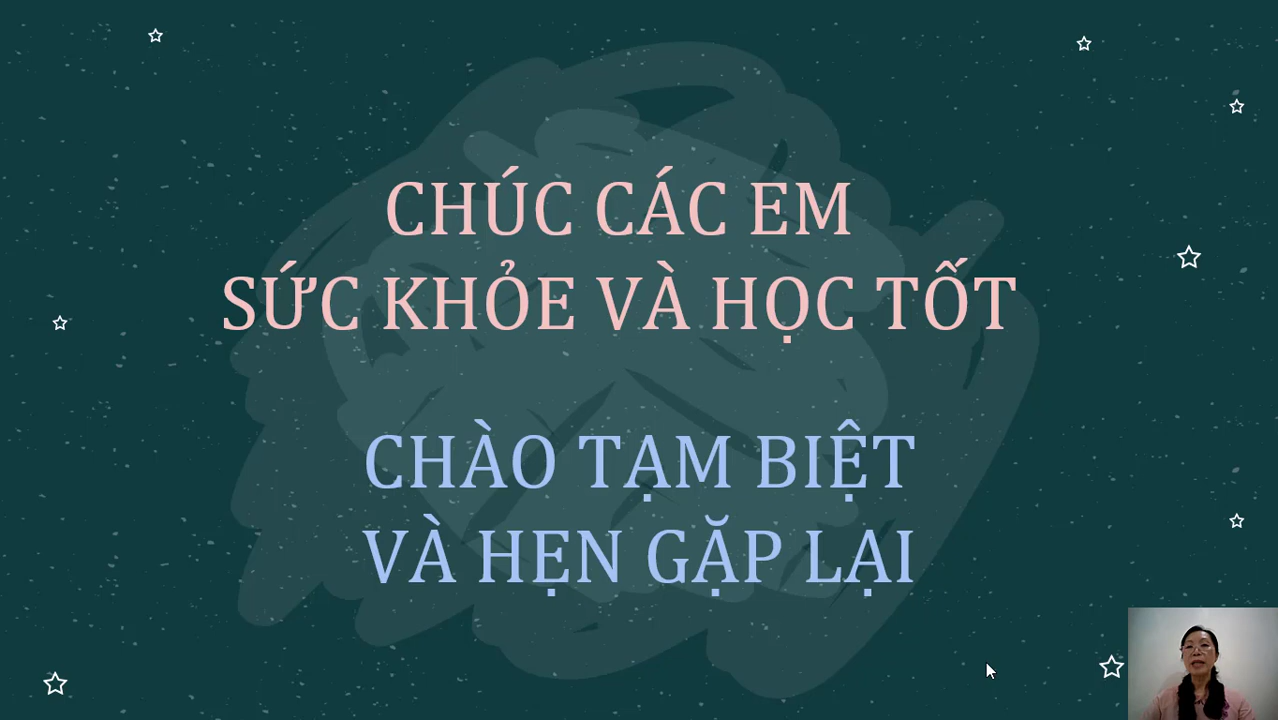 CHÚC CÁC EM
SỨC KHỎE VÀ HỌC TỐT
CHÀO TẠM BIỆT
VÀ HẸN GẶP LẠI